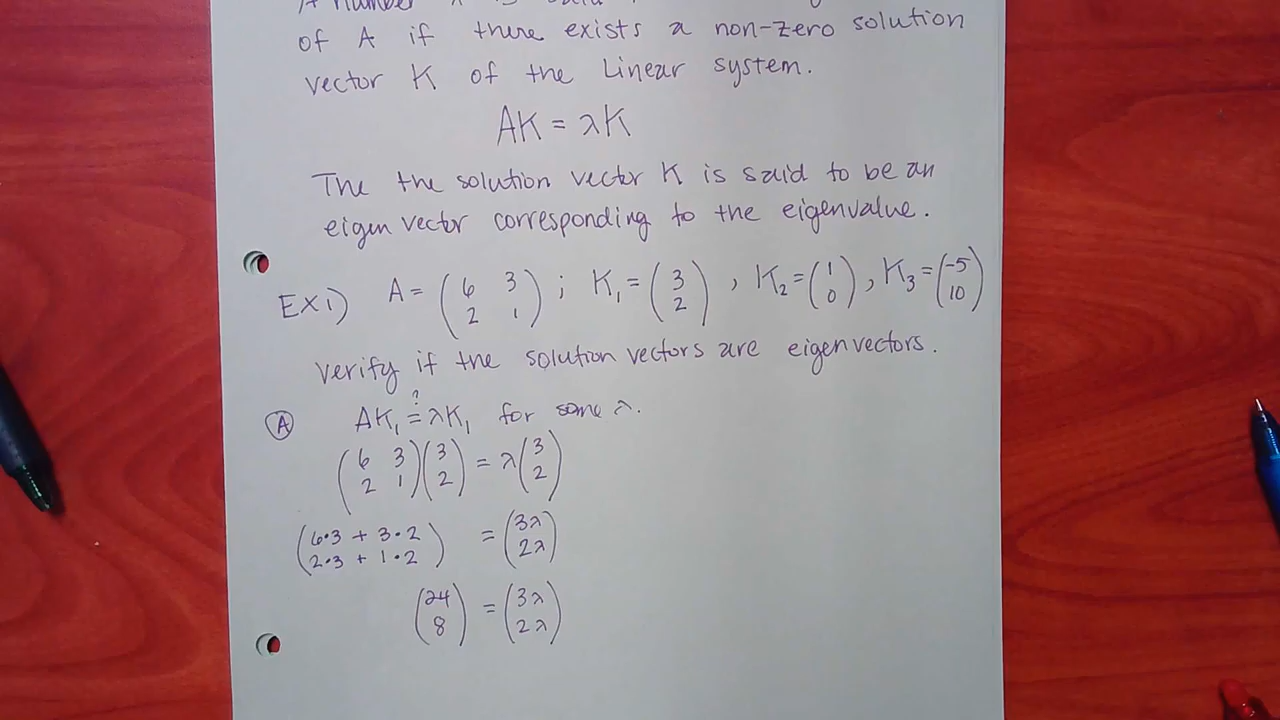 of A if there exists a non-zero solution
vector K of the Linear system.
AK = λK
The the solution vector K is said to be an
eigen vector corresponding to the eigenvalue.
EX1) A = (6 3 2 1) ; K₁ = (3 2) , K₂ = (1 0) , K₃ = (-5 10)
verify if the solution vectors are eigenvectors.
Ⓐ AK₁ ?= λK₁ for some λ.
(6 3 2 1)(3 2) = λ(3 2)
(6•3 + 3•2 2•3 + 1•2) = (3λ 2λ)
(24 8) = (3λ 2λ)